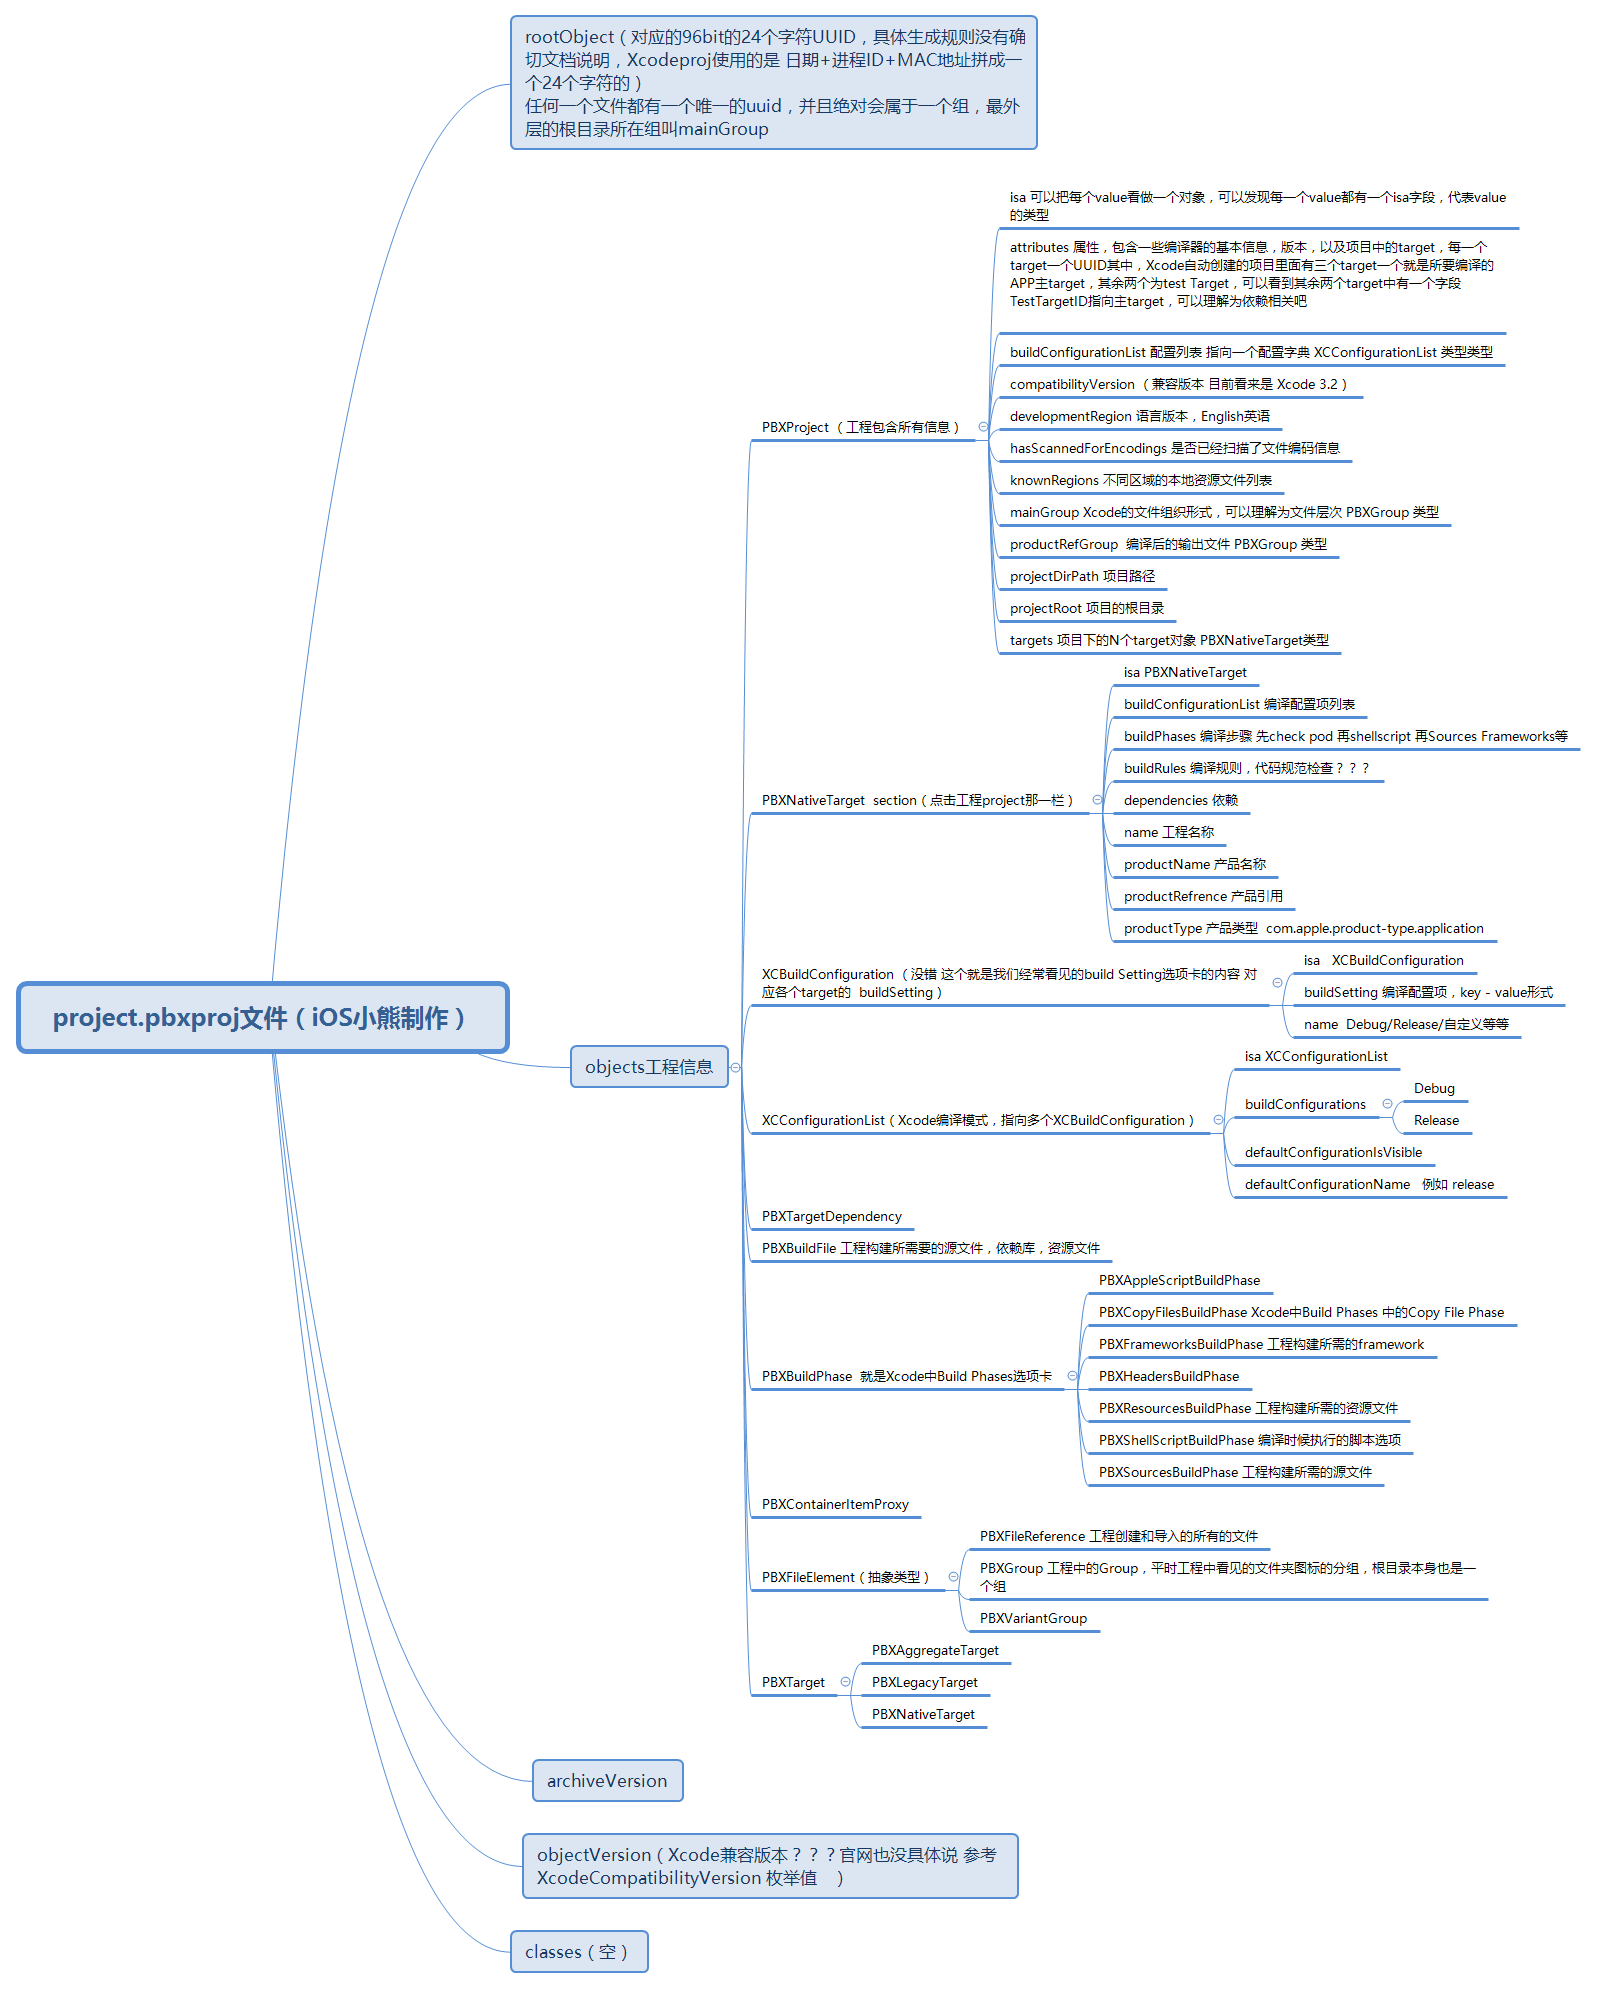 rootObject（对应的96bit的24个字符UUID，具体生成规则没有确
切文档说明，Xcodeproj使用的是 日期+进程ID+MAC地址拼成一
个24个字符的）
任何一个文件都有一个唯一的uuid，并且绝对会属于一个组，最外
层的根目录所在组叫mainGroup
isa 可以把每个value看做一个对象，可以发现每一个value都有一个isa字段，代表value
的类型
attributes 属性，包含一些编译器的基本信息，版本，以及项目中的target，每一个
target一个UUID其中，Xcode自动创建的项目里面有三个target一个就是所要编译的
APP主target，其余两个为test Target，可以看到其余两个target中有一个字段
TestTargetID指向主target，可以理解为依赖相关吧
buildConfigurationList 配置列表 指向一个配置字典 XCConfigurationList 类型类型
compatibilityVersion （兼容版本 目前看来是 Xcode 3.2）
PBXProject （工程包含所有信息）
developmentRegion 语言版本，English英语
hasScannedForEncodings 是否已经扫描了文件编码信息
knownRegions 不同区域的本地资源文件列表
mainGroup Xcode的文件组织形式，可以理解为文件层次 PBXGroup 类型
productRefGroup  编译后的输出文件 PBXGroup 类型
projectDirPath 项目路径
projectRoot 项目的根目录
targets 项目下的N个target对象 PBXNativeTarget类型
isa PBXNativeTarget
buildConfigurationList 编译配置项列表
buildPhases 编译步骤 先check pod 再shellscript 再Sources Frameworks等
buildRules 编译规则，代码规范检查？？？
PBXNativeTarget  section（点击工程project那一栏）
dependencies 依赖
name 工程名称
productName 产品名称
productRefrence 产品引用
productType 产品类型  com.apple.product-type.application
XCBuildConfiguration （没错 这个就是我们经常看见的build Setting选项卡的内容 对
应各个target的  buildSetting）
isa   XCBuildConfiguration
buildSetting 编译配置项，key - value形式
name  Debug/Release/自定义等等
project.pbxproj文件（iOS小熊制作）
objects工程信息
isa XCConfigurationList
XCConfigurationList（Xcode编译模式，指向多个XCBuildConfiguration）
buildConfigurations
Debug
Release
defaultConfigurationIsVisible
defaultConfigurationName   例如 release
PBXTargetDependency
PBXBuildFile 工程构建所需要的源文件，依赖库，资源文件
PBXAppleScriptBuildPhase
PBXCopyFilesBuildPhase Xcode中Build Phases 中的Copy File Phase
PBXFrameworksBuildPhase 工程构建所需的framework
PBXBuildPhase  就是Xcode中Build Phases选项卡
PBXHeadersBuildPhase
PBXResourcesBuildPhase 工程构建所需的资源文件
PBXShellScriptBuildPhase 编译时候执行的脚本选项
PBXSourcesBuildPhase 工程构建所需的源文件
PBXContainerItemProxy
PBXFileReference 工程创建和导入的所有的文件
PBXFileElement（抽象类型）
PBXGroup 工程中的Group，平时工程中看见的文件夹图标的分组，根目录本身也是一
个组
PBXVariantGroup
PBXAggregateTarget
PBXTarget
PBXLegacyTarget
PBXNativeTarget
archiveVersion
objectVersion（Xcode兼容版本？？？官网也没具体说 参考
XcodeCompatibilityVersion 枚举值    ）
classes（空）